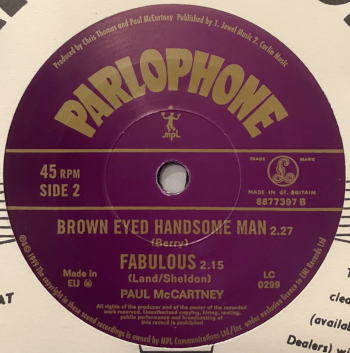 Produced by Chris Thomas and Paul McCartney Published by 1. Jewel Music 2. Carlin Music
PARLOPHONE
mpl
45 RPM
SIDE 2
TRADE MARK
MADE IN GT. BRITAIN
8877397 B
BROWN EYED HANDSOME MAN 2.27
(Berry)
FABULOUS 2.15
(Land/Sheldon)
Made in
EU
LC
0299
PAUL McCARTNEY
All rights of the producer and of the owner of the recorded
work reserved. Unauthorised copying, hiring, renting,
public performance and broadcasting of
this record is prohibited
℗© 1999 The copyright in these sound recordings is owned by MPL Communications Ltd/Inc under exclusive licence to EMI Records Ltd
AT
T
clea
(availa
Dealers) wi